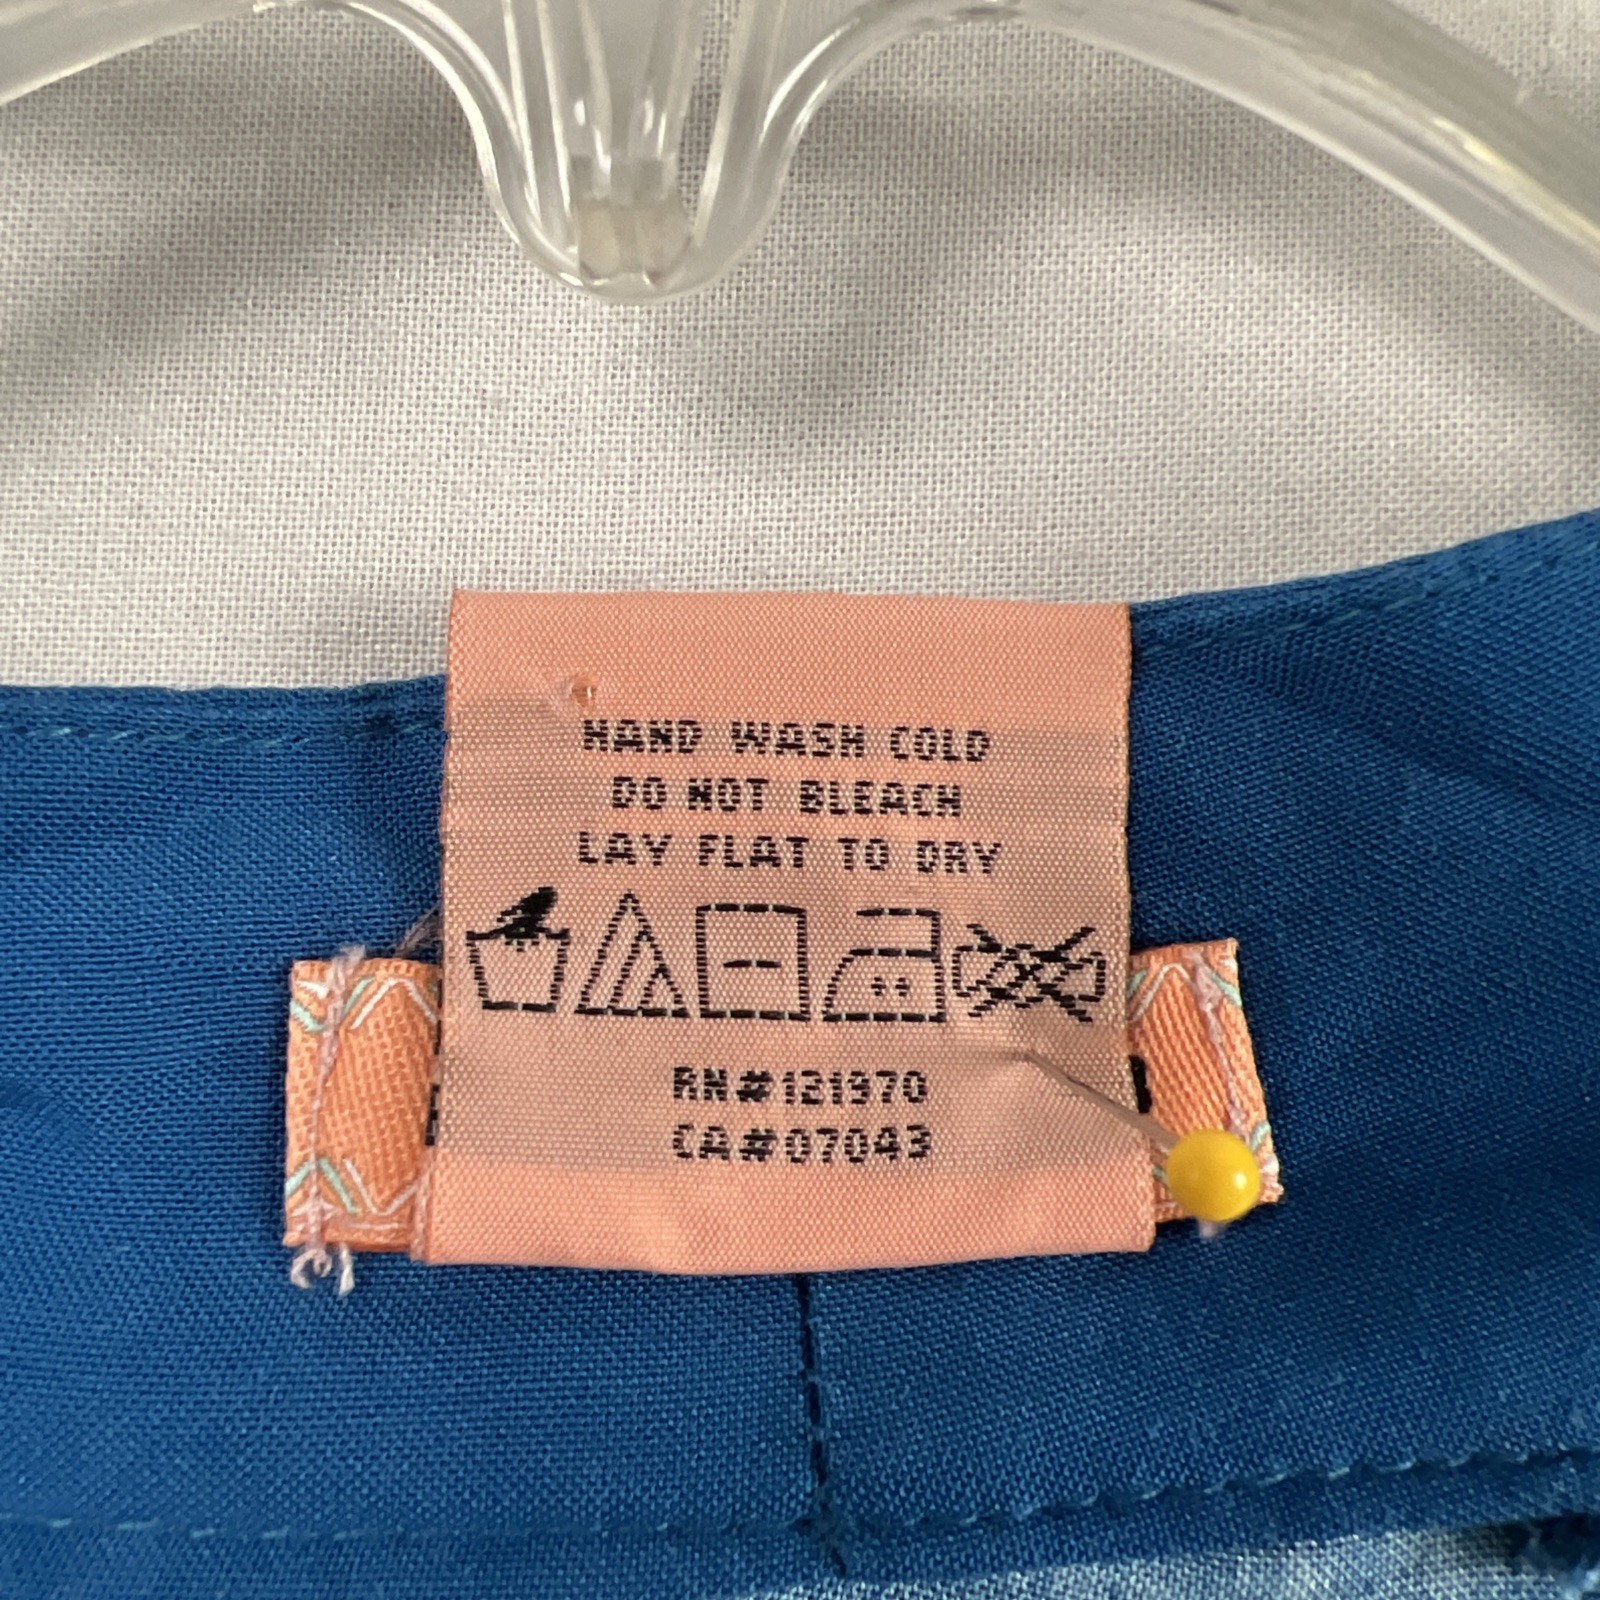 HAND WASH COLD
DO NOT BLEACH
LAY FLAT TO DRY
RN#121970
CA#07043